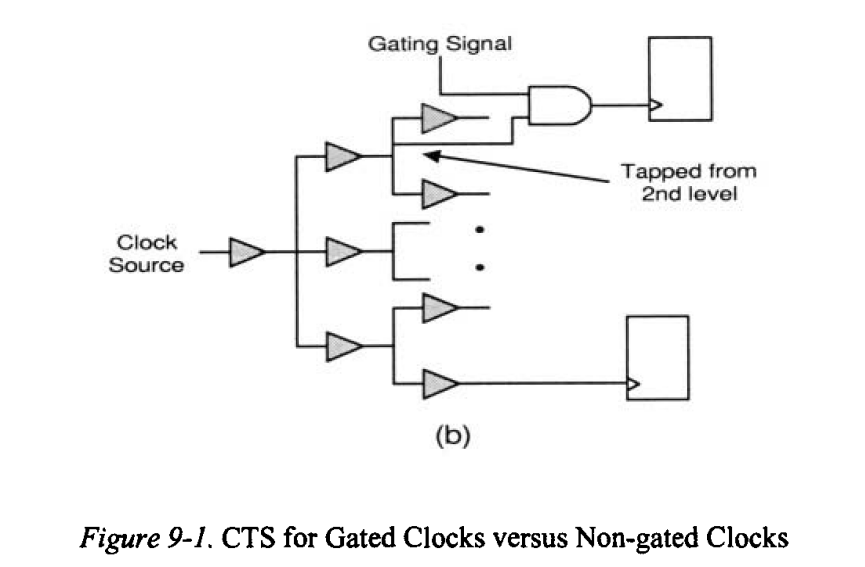 Gating Signal
Tapped from
2nd level
Clock
Source
(b)
Figure 9-1. CTS for Gated Clocks versus Non-gated Clocks